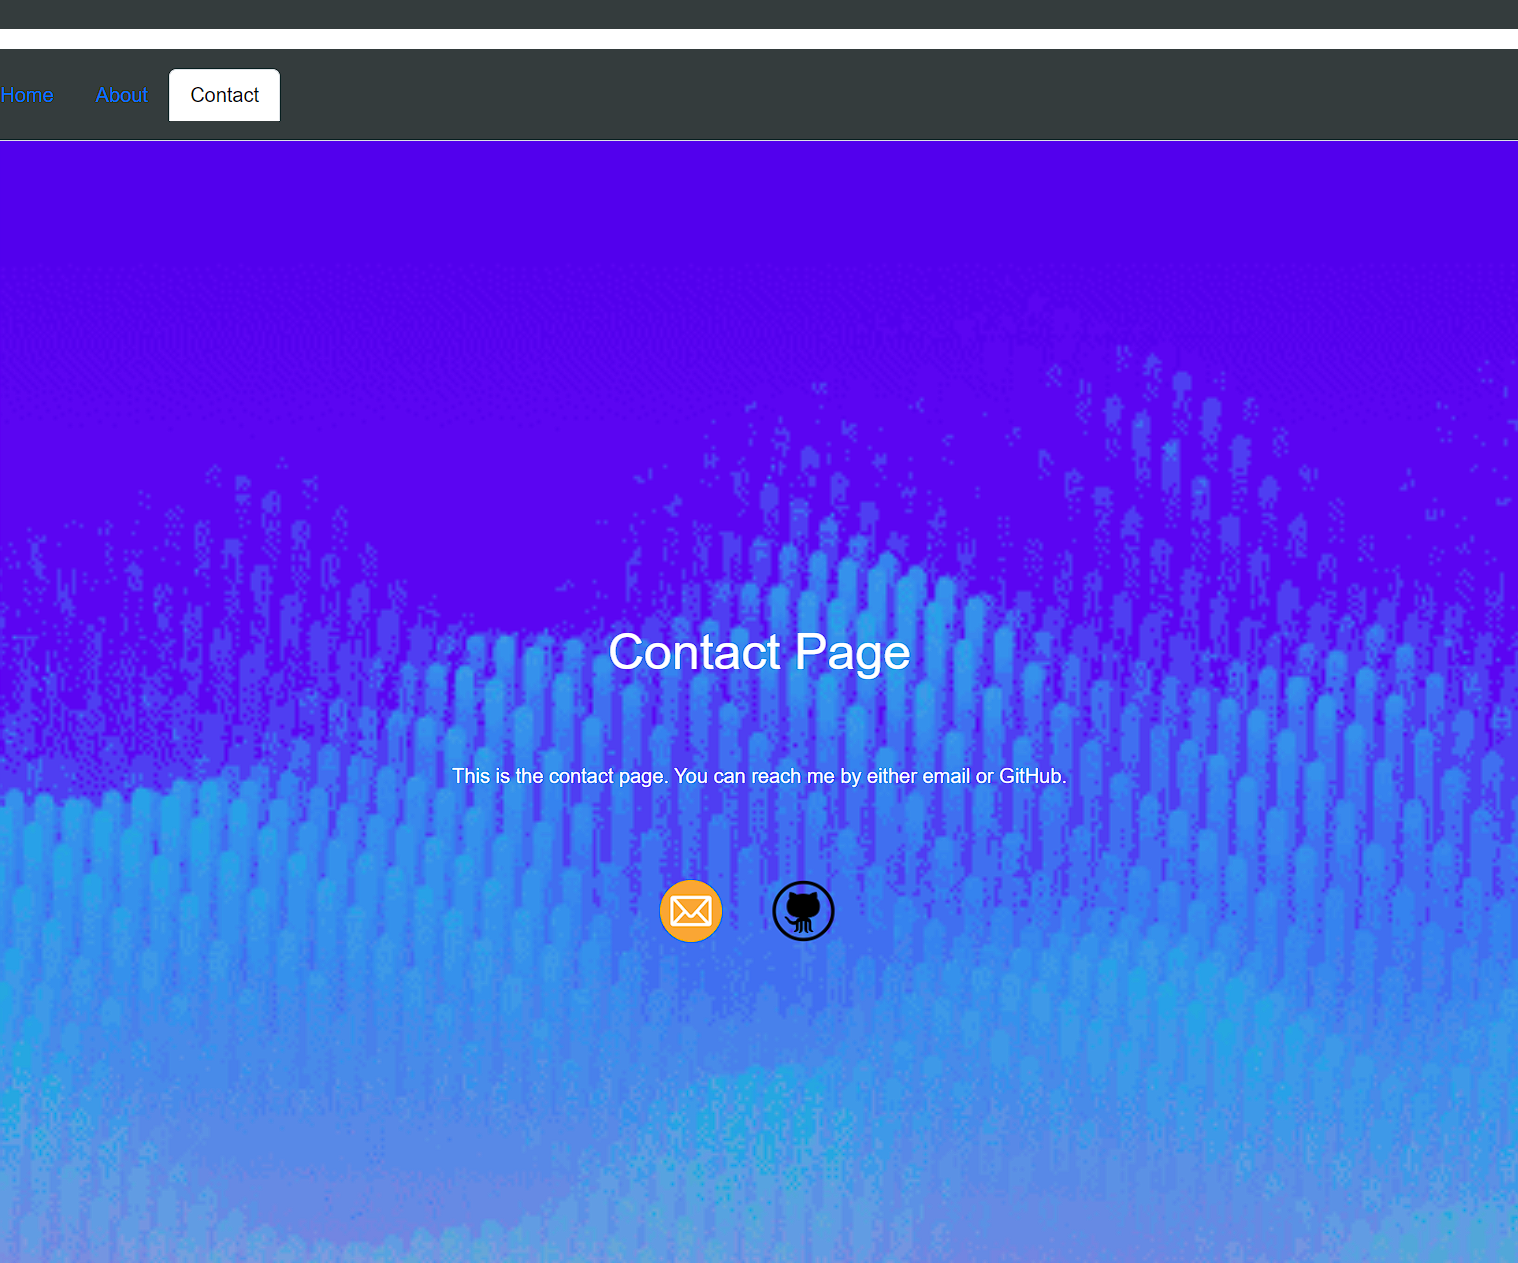 Home About Contact
Contact Page
This is the contact page. You can reach me by either email or GitHub.